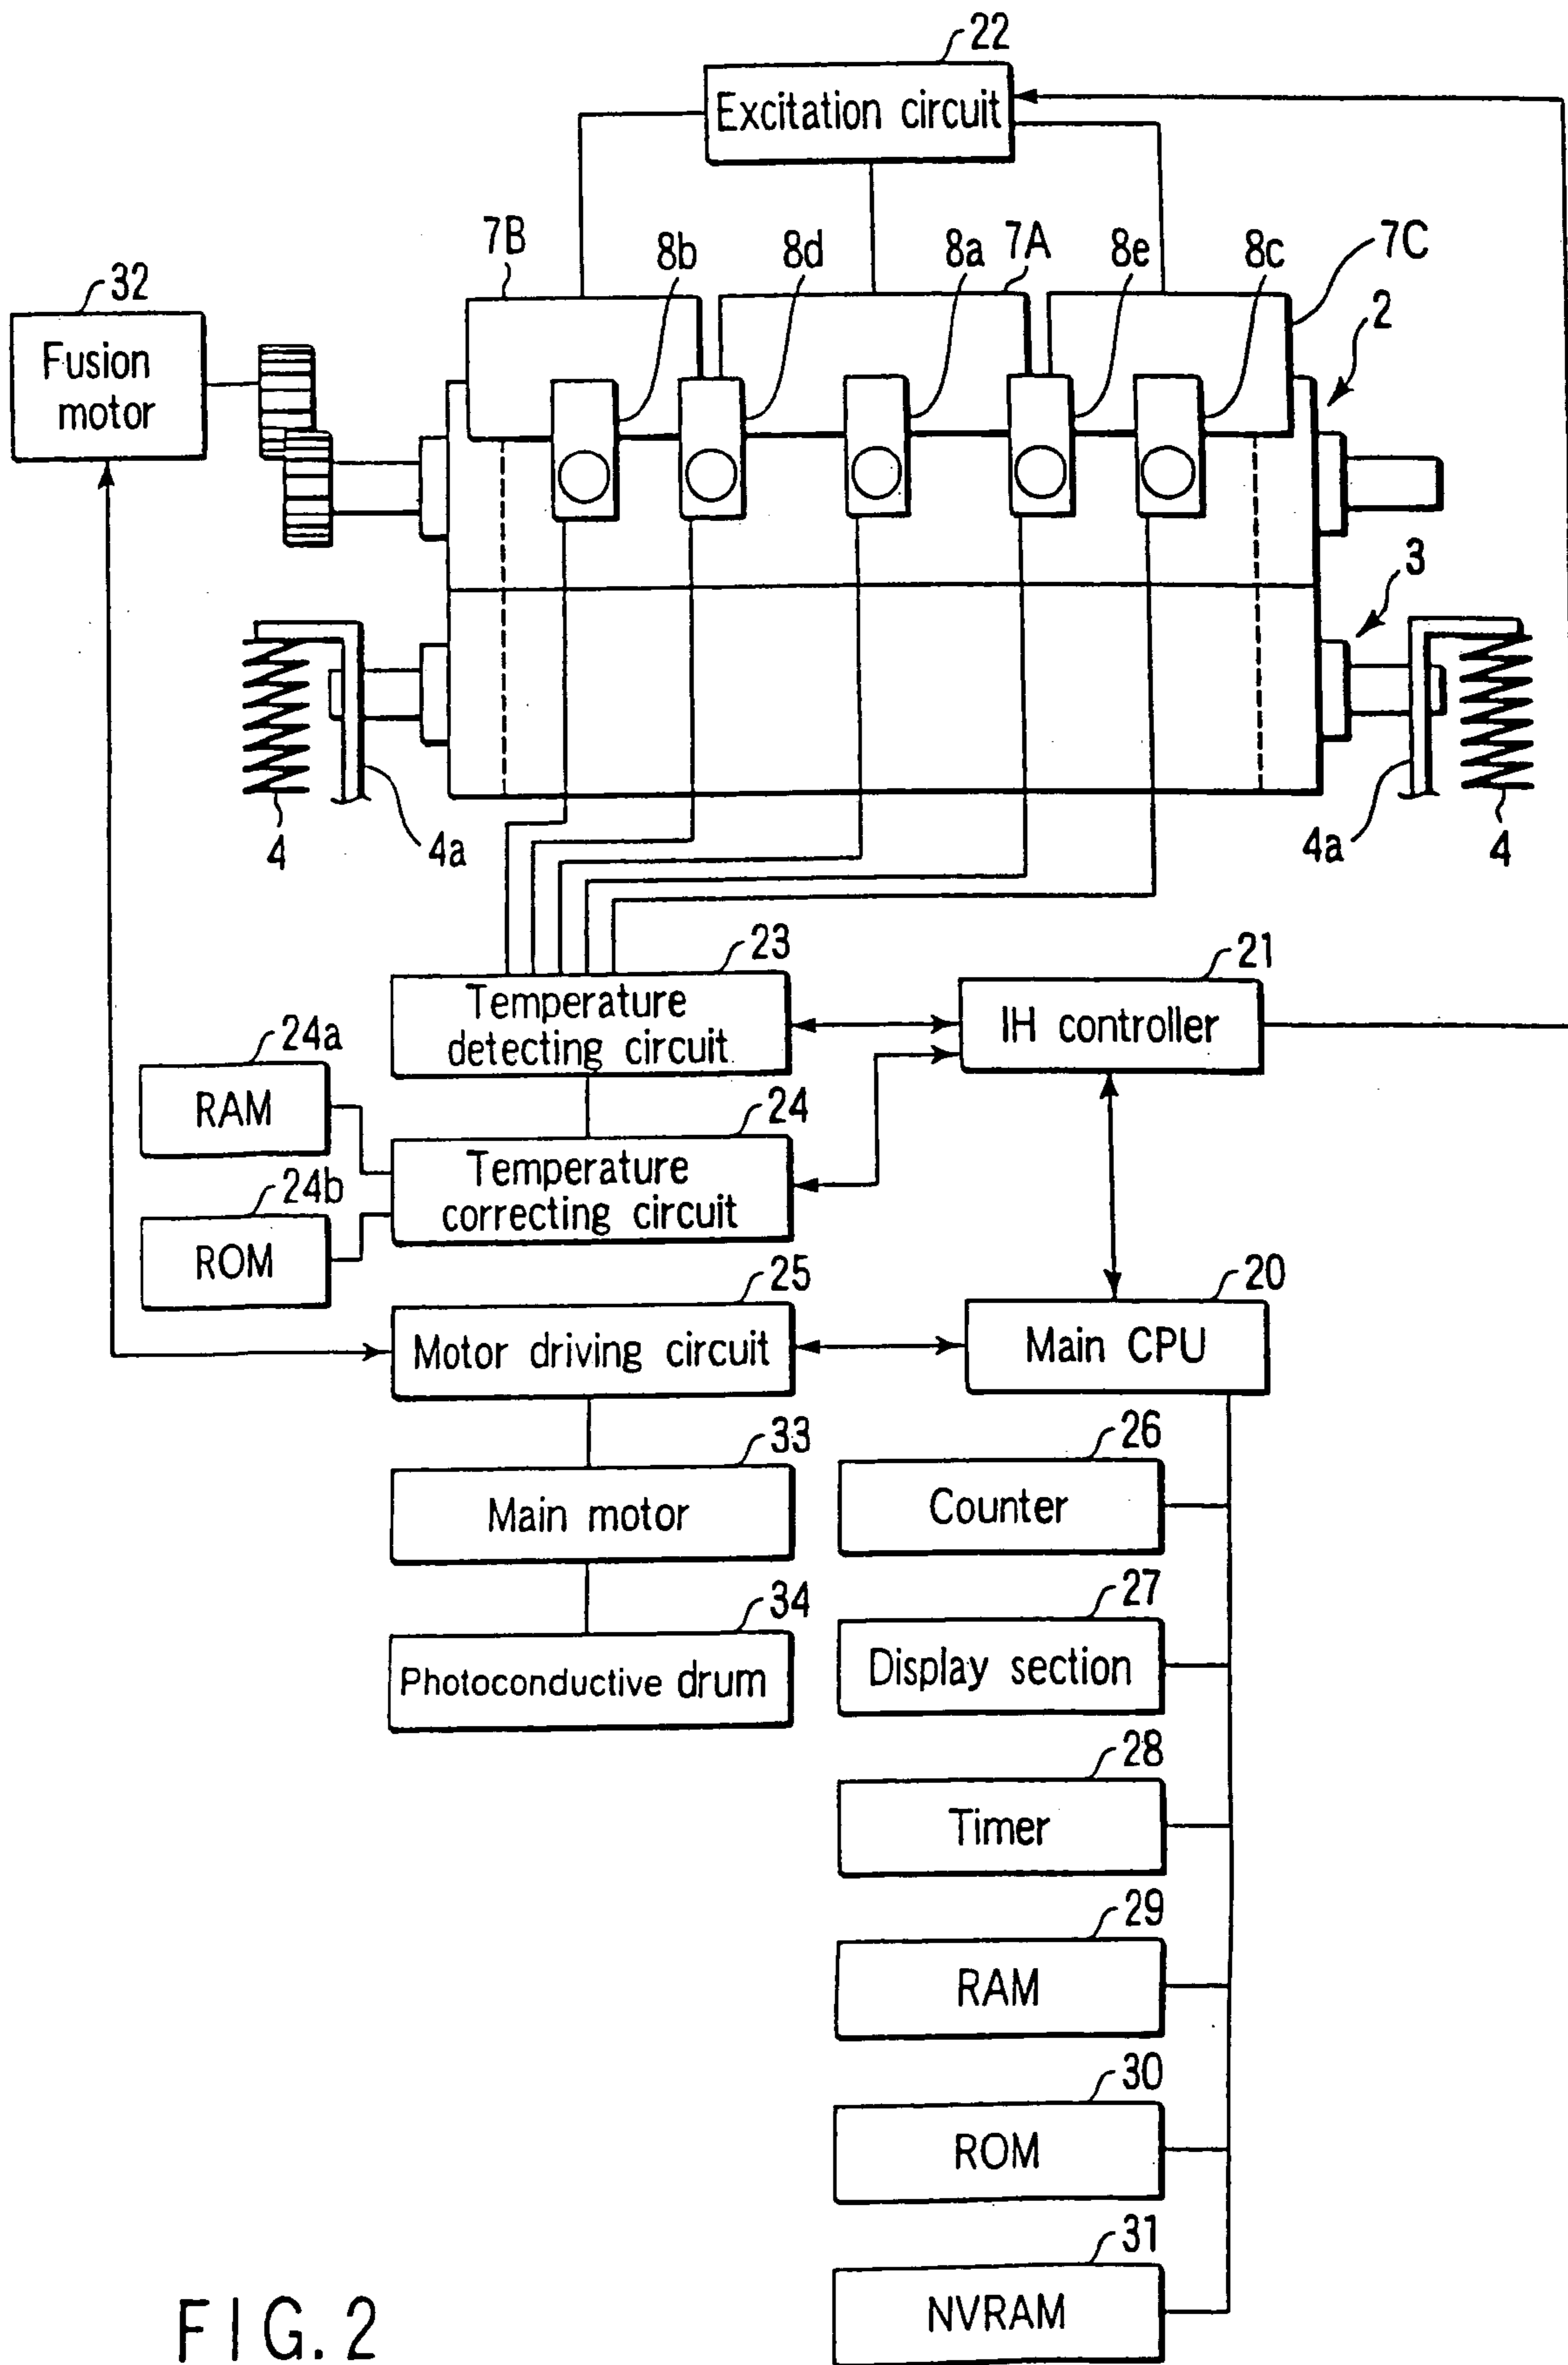 22
Excitation circuit
7B
8b
8d
8a
7A
8e
8c
7C
2
32
Fusion
motor
3
4
4a
4a
4
23
Temperature
detecting circuit
21
IH controller
24a
RAM
24
Temperature
correcting circuit
24b
ROM
25
Motor driving circuit
20
Main CPU
33
Main motor
26
Counter
34
Photoconductive drum
27
Display section
28
Timer
29
RAM
30
ROM
31
NVRAM
FIG. 2